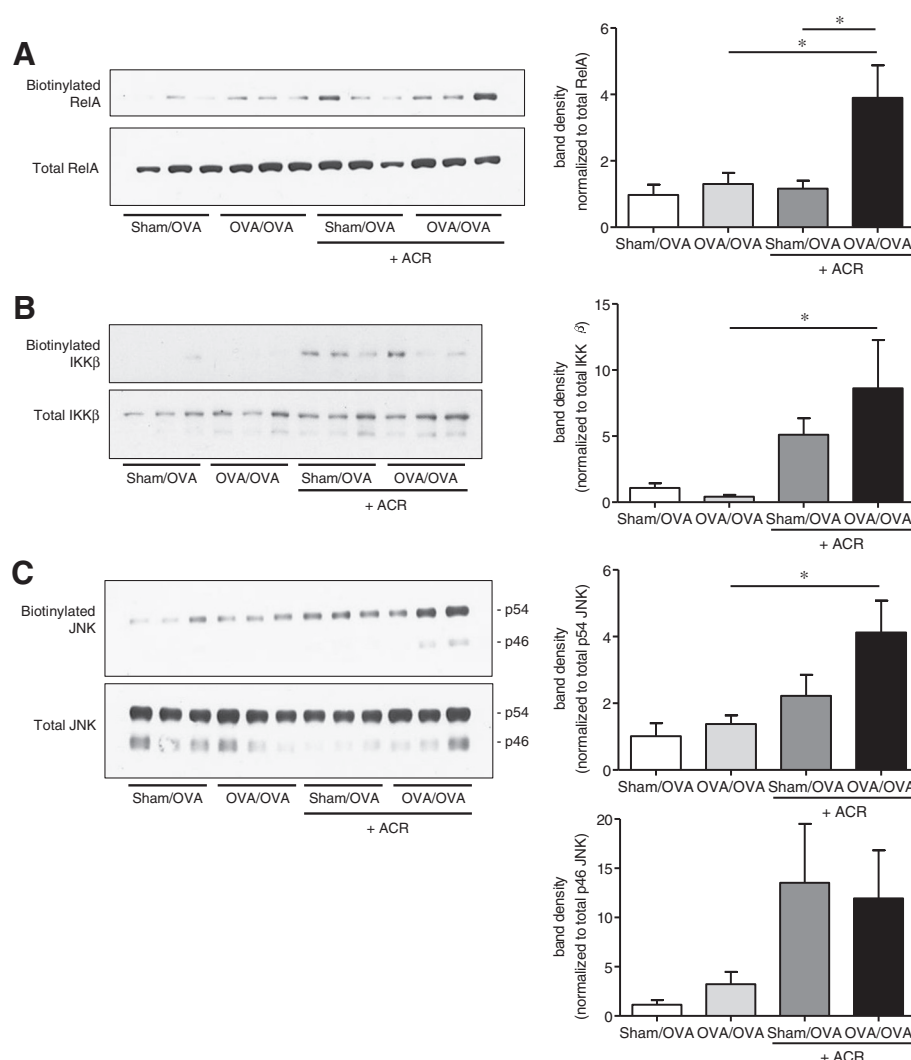 A
Biotinylated
RelA
Total RelA
Sham/OVA OVA/OVA Sham/OVA OVA/OVA
+ ACR
band density
normalized to total RelA)
6
4
2
0
*
*
Sham/OVA OVA/OVA Sham/OVA OVA/OVA
+ ACR
B
Biotinylated
IKKβ
Total IKKβ
Sham/OVA OVA/OVA Sham/OVA OVA/OVA
+ ACR
band density
(normalized to total IKK β)
15
10
5
0
*
Sham/OVA OVA/OVA Sham/OVA OVA/OVA
+ ACR
C
Biotinylated
JNK
- p54
- p46
Total JNK
- p54
- p46
Sham/OVA OVA/OVA Sham/OVA OVA/OVA
+ ACR
band density
(normalized to total p54 JNK)
6
4
2
0
*
Sham/OVA OVA/OVA Sham/OVA OVA/OVA
+ ACR
band density
(normalized to total p46 JNK)
20
15
10
5
0
Sham/OVA OVA/OVA Sham/OVA OVA/OVA
+ ACR